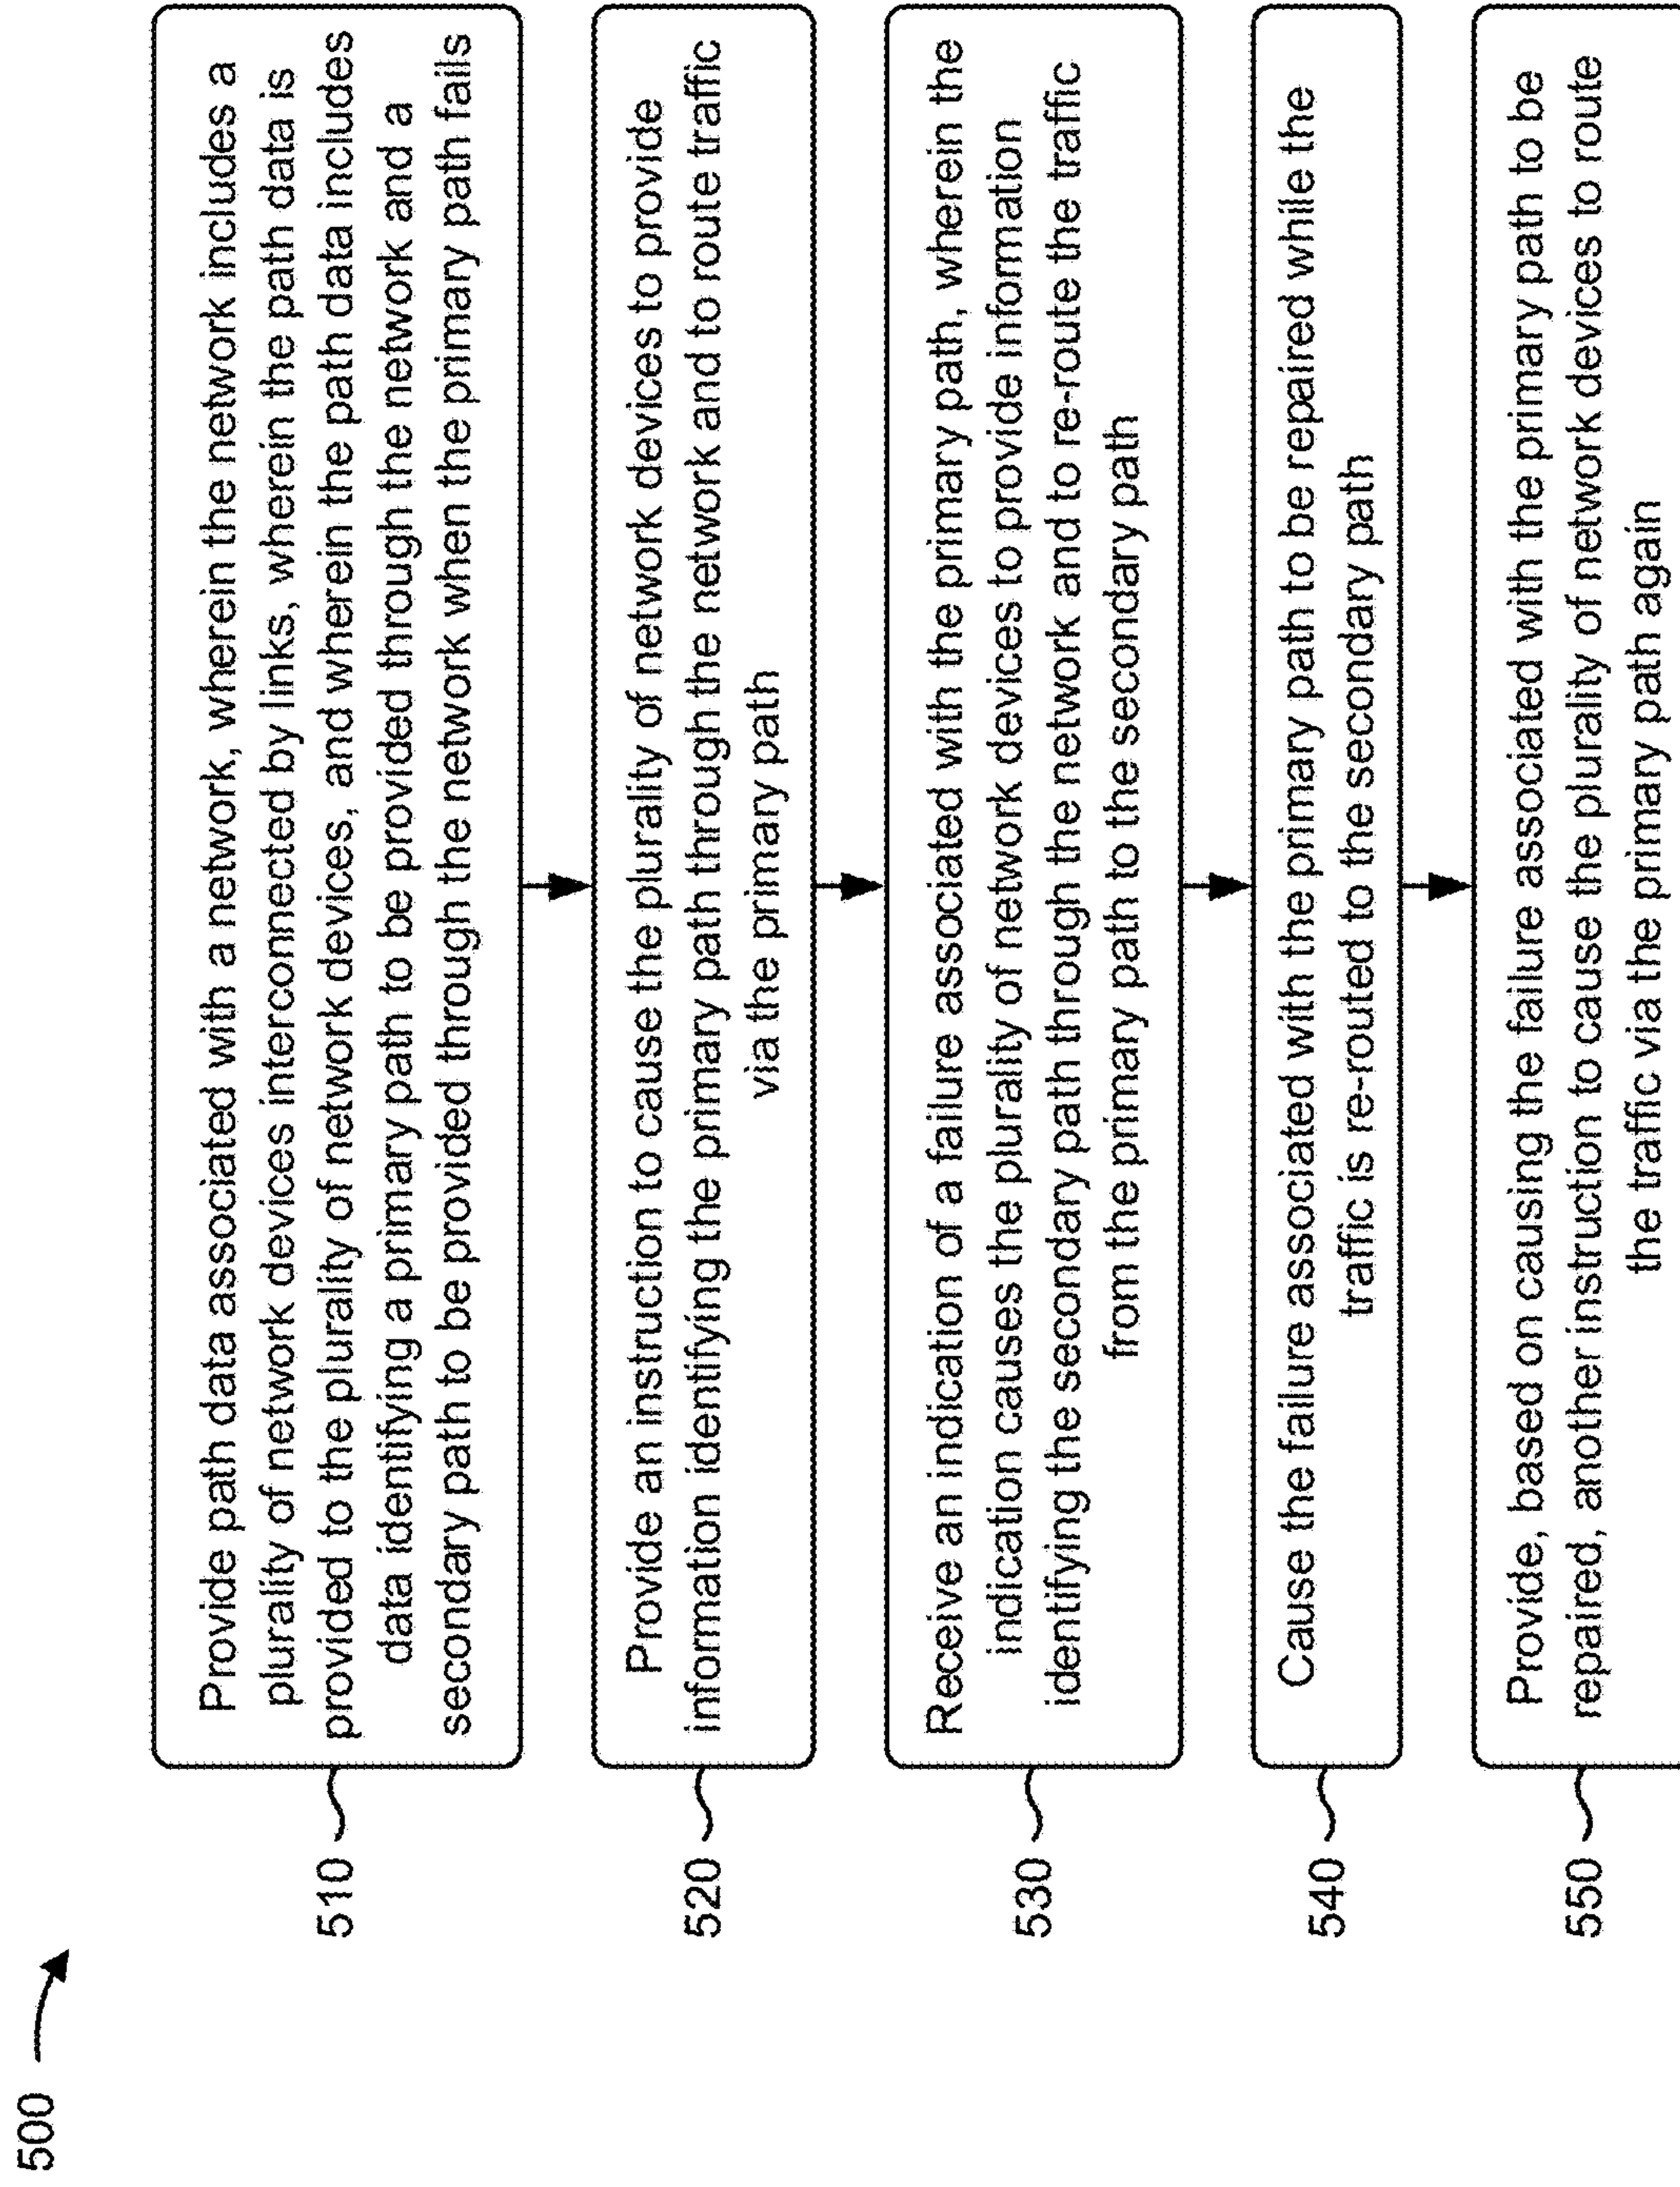 500
510
Provide path data associated with a network, wherein the network includes a
plurality of network devices interconnected by links, wherein the path data is
provided to the plurality of network devices, and wherein the path data includes
data identifying a primary path to be provided through the network and a
secondary path to be provided through the network when the primary path fails
520
Provide an instruction to cause the plurality of network devices to provide
information identifying the primary path through the network and to route traffic
via the primary path
530
Receive an indication of a failure associated with the primary path, wherein the
indication causes the plurality of network devices to provide information
identifying the secondary path through the network and to re-route the traffic
from the primary path to the secondary path
540
Cause the failure associated with the primary path to be repaired while the
traffic is re-routed to the secondary path
550
Provide, based on causing the failure associated with the primary path to be
repaired, another instruction to cause the plurality of network devices to route
the traffic via the primary path again